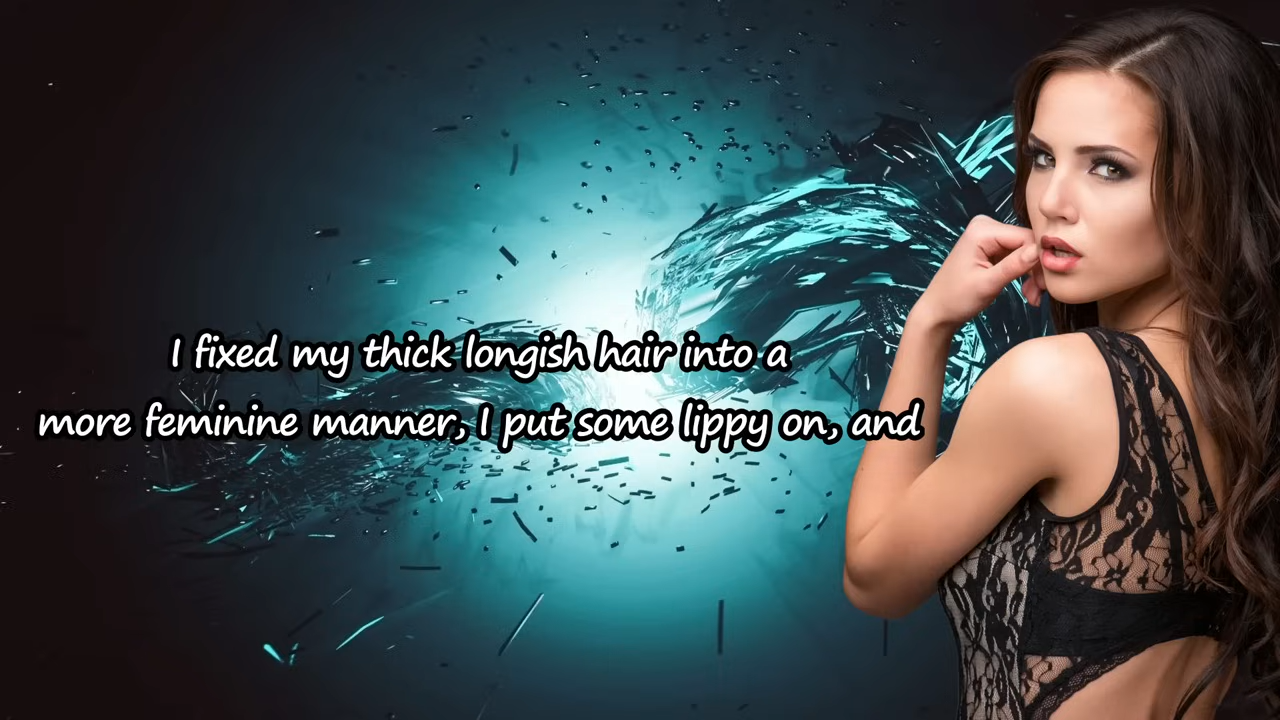 I fixed my thick longish hair into a
more feminine manner, I put some lippy on, and